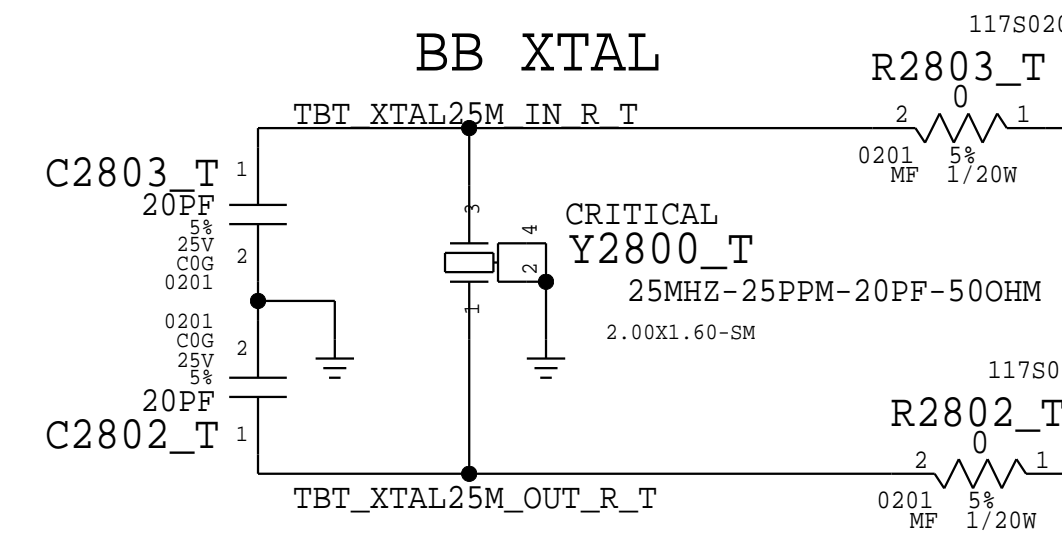 117S020
BB XTAL
R2803_T
0
TBT_XTAL25M_IN_R_T
2
1
0201
5%
MF
1/20W
C2803_T
1
20PF
5%
25V
C0G
0201
2
3
CRITICAL
4
Y2800_T
2
25MHZ-25PPM-20PF-50OHM
1
2.00X1.60-SM
0201
C0G
25V
5%
2
20PF
C2802_T
1
117S0
R2802_T
0
2
1
TBT_XTAL25M_OUT_R_T
0201
5%
MF
1/20W